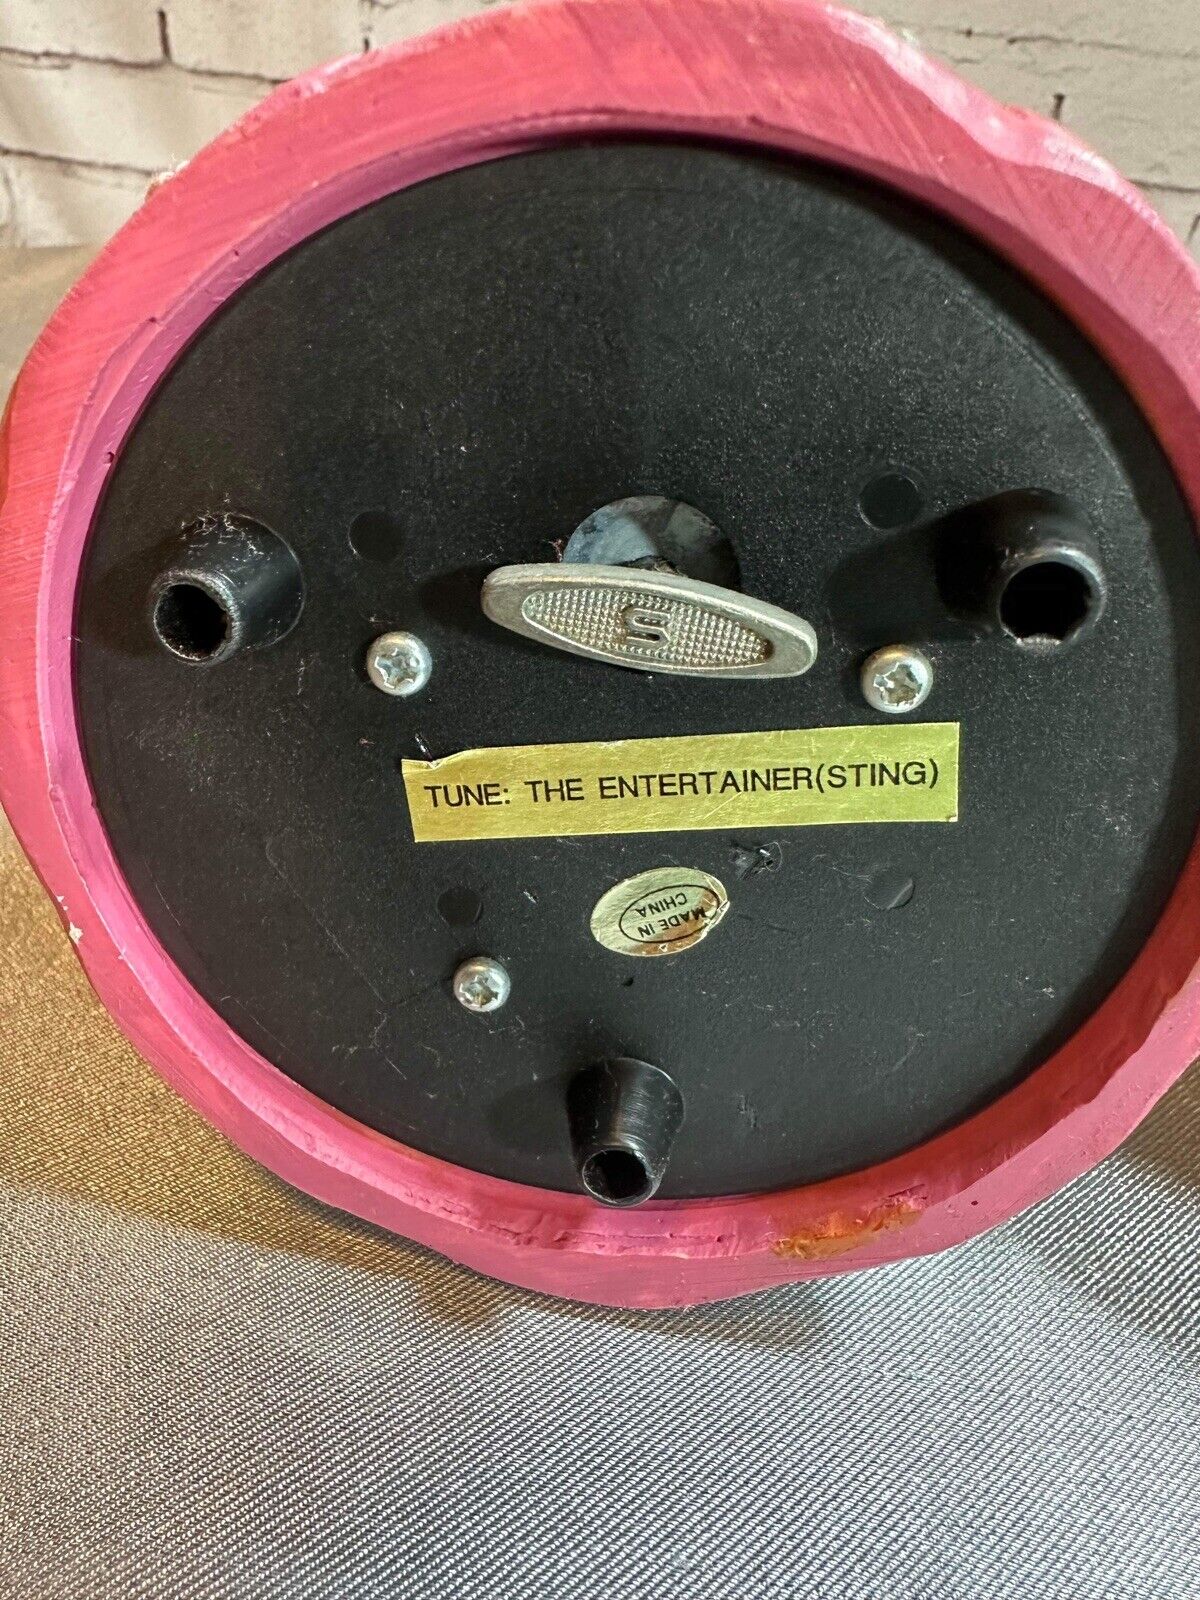 S
TUNE: THE ENTERTAINER(STING)
MADE IN
CHINA